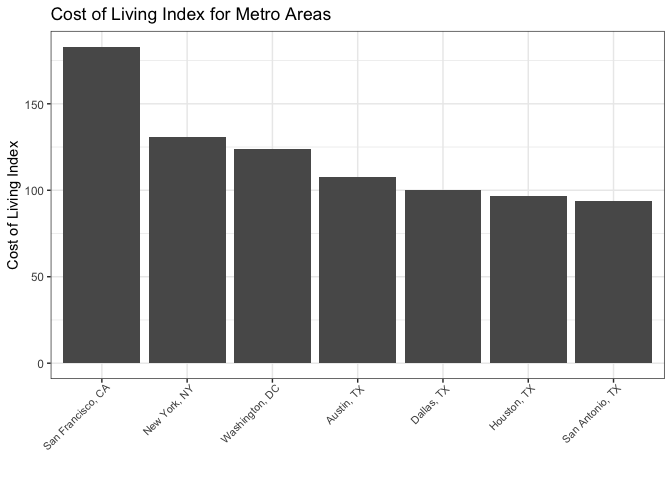 Cost of Living Index for Metro Areas
Cost of Living Index
150
100
50
0
San Francisco, CA
New York, NY
Washington, DC
Austin, TX
Dallas, TX
Houston, TX
San Antonio, TX